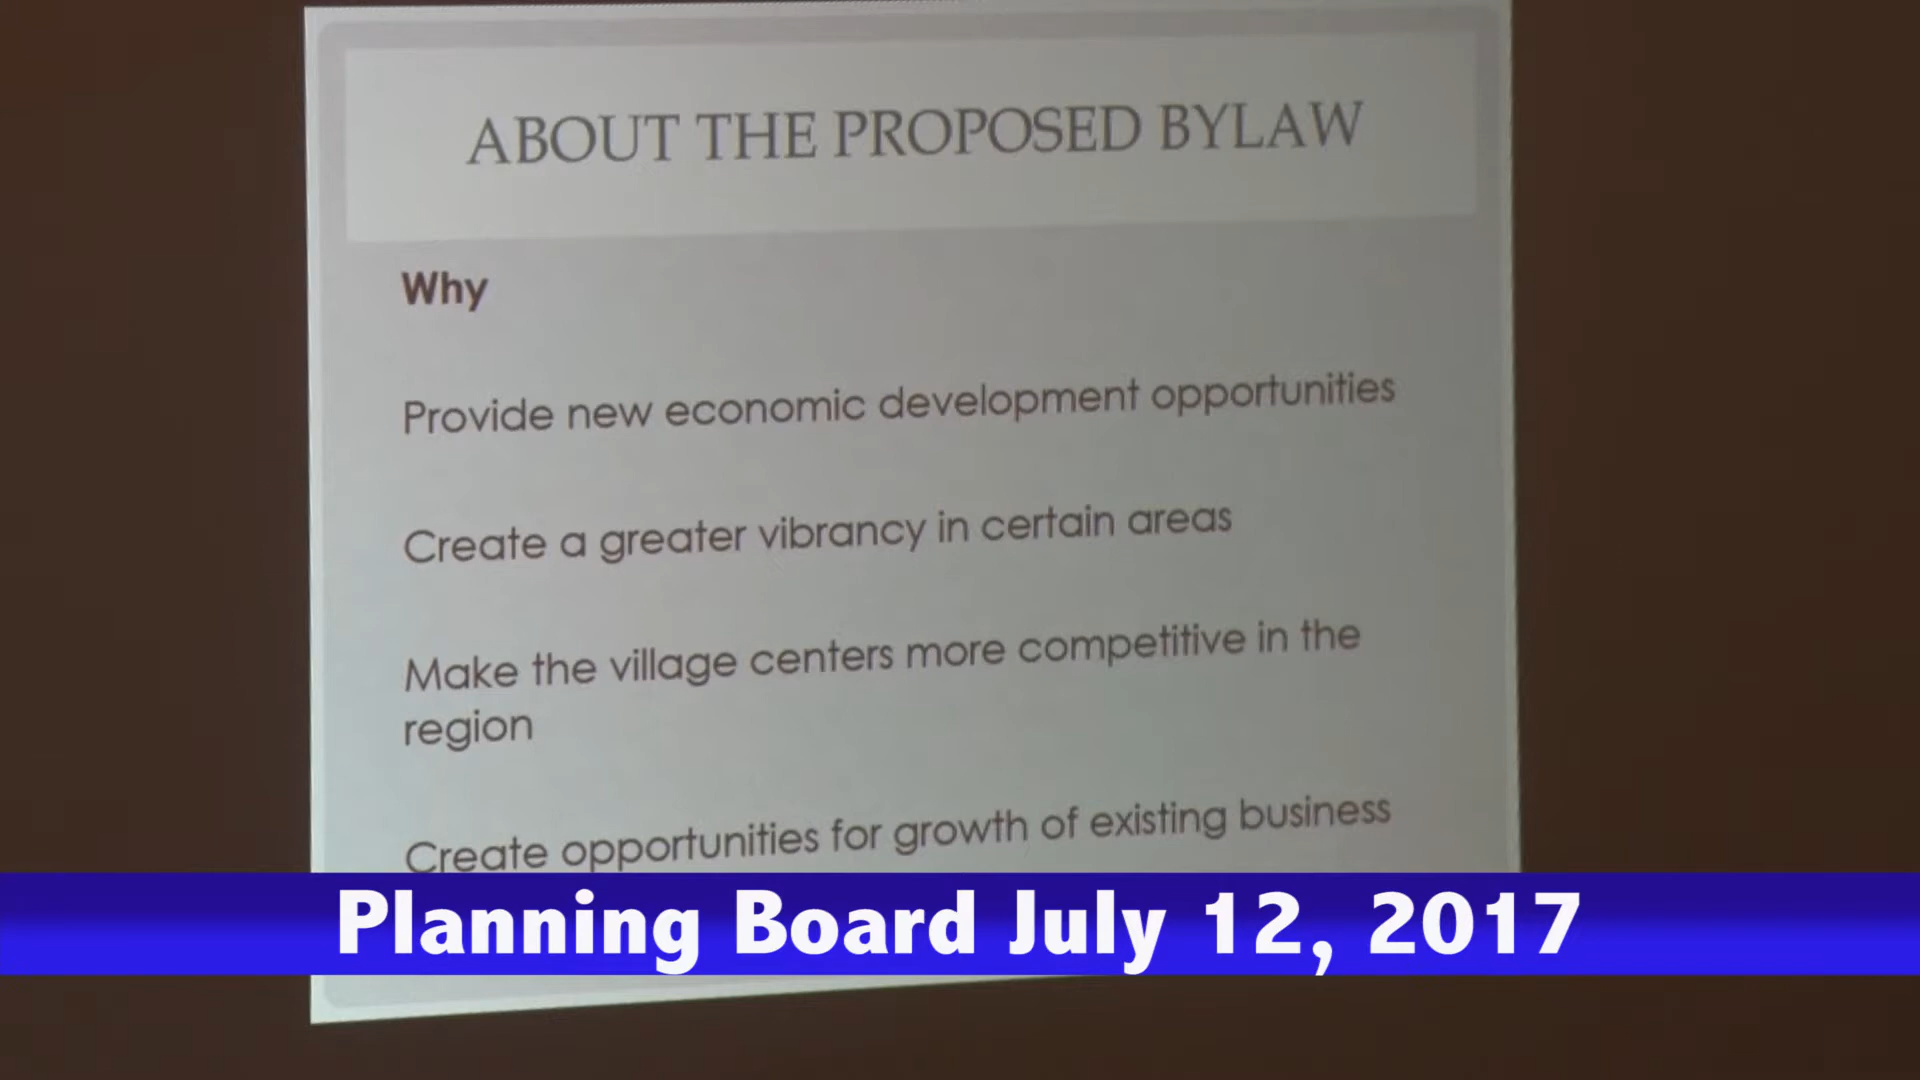 ABOUT THE PROPOSED BYLAW
Why
Provide new economic development opportunities
Create a greater vibrancy in certain areas
Make the village centers more competitive in the
region
Create opportunities for growth of existing business
Planning Board July 12, 2017